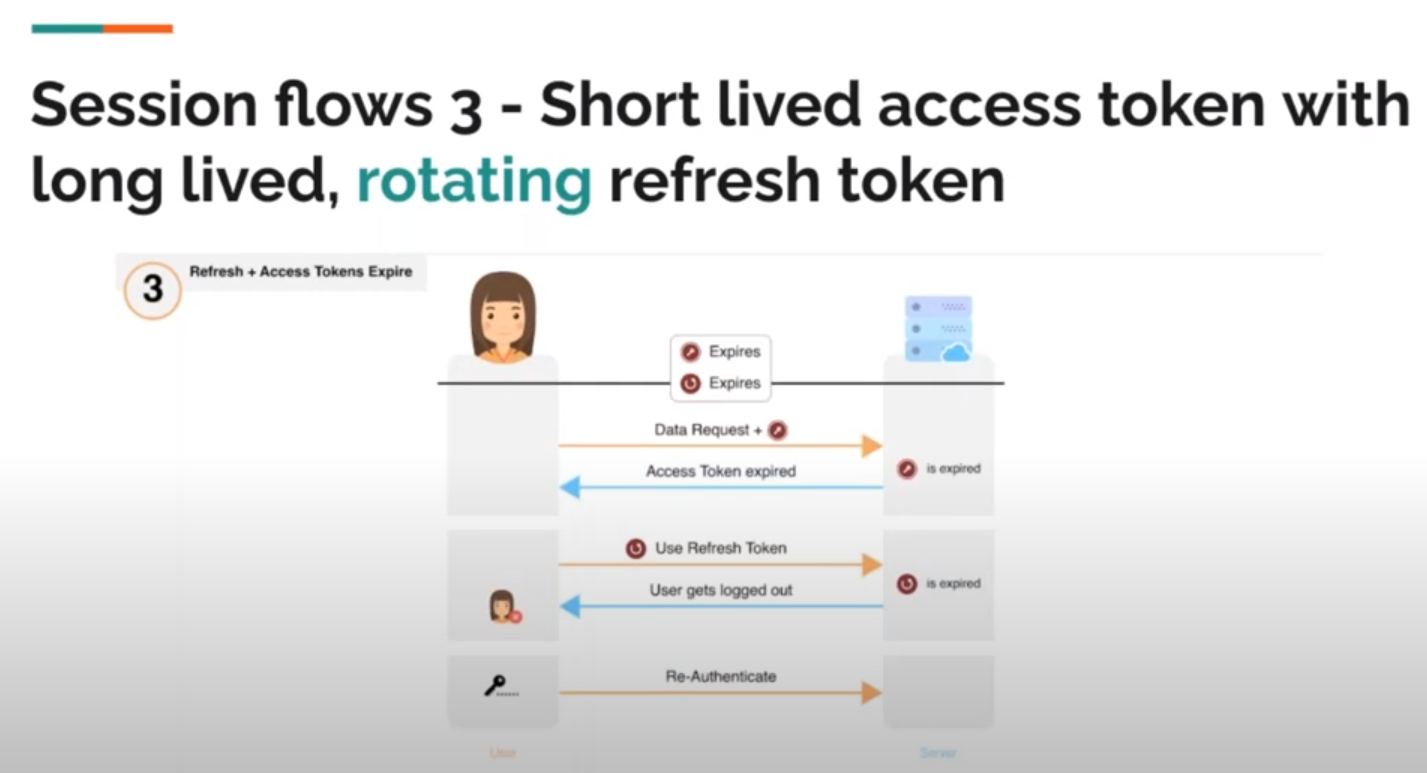 Session flows 3 - Short lived access token with
long lived, rotating refresh token
3
Refresh + Access Tokens Expire
Expires
Expires
Data Request +
Access Token expired
is expired
Use Refresh Token
is expired
User gets logged out
Re-Authenticate
User
Server